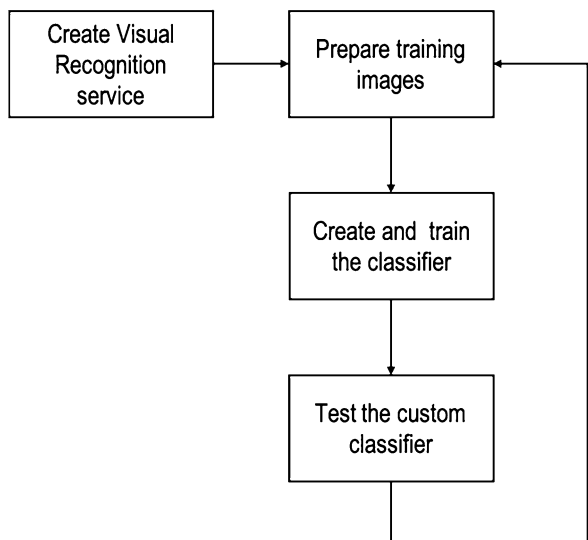 Create Visual
Recognition
service
Prepare training
images
Create and train
the classifier
Test the custom
classifier